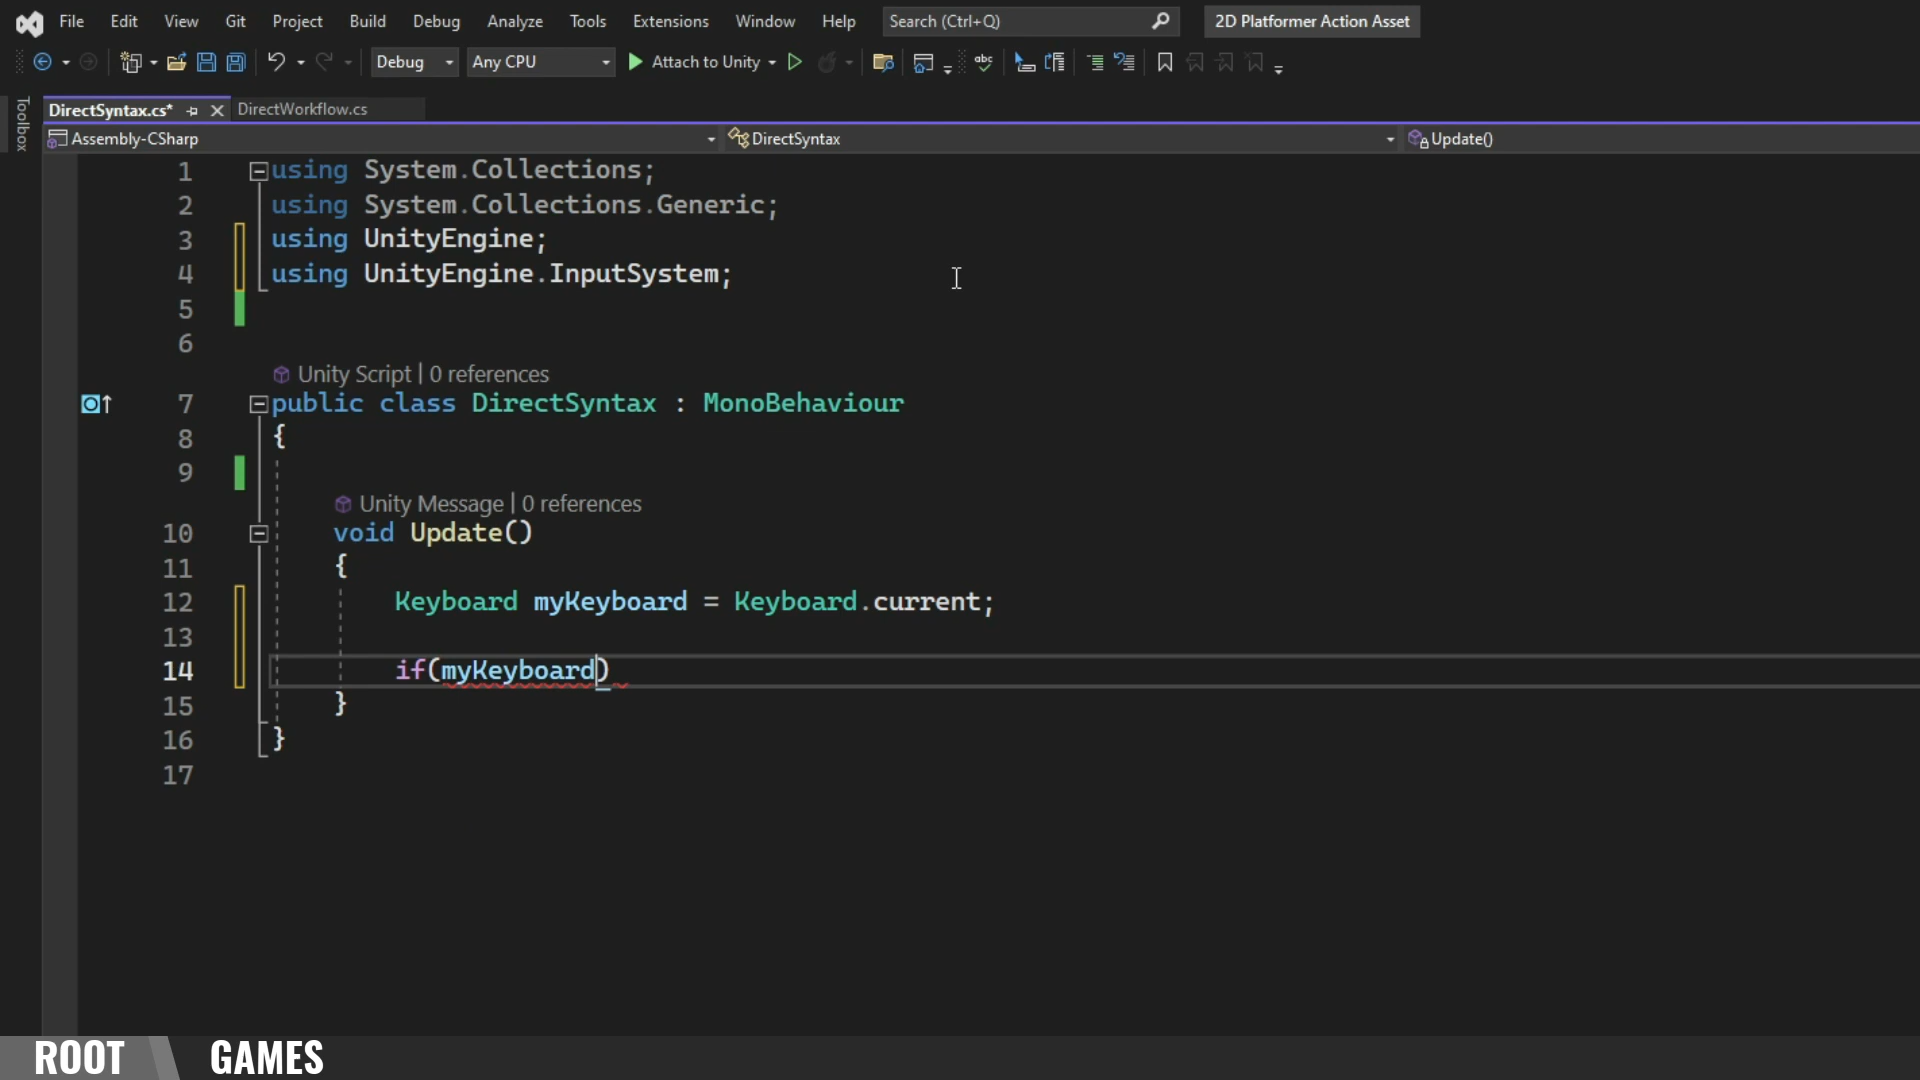 File Edit View Git Project Build Debug Analyze Tools Extensions Window Help Search (Ctrl+Q) 2D Platformer Action Asset
Debug Any CPU Attach to Unity abc
Toolbox
DirectSyntax.cs* DirectWorkflow.cs
Assembly-CSharp DirectSyntax Update()
1 using System.Collections;
2 using System.Collections.Generic;
3 using UnityEngine;
4 using UnityEngine.InputSystem;
5
6
Unity Script | 0 references
7 public class DirectSyntax : MonoBehaviour
8 {
9
Unity Message | 0 references
10 void Update()
11 {
12 Keyboard myKeyboard = Keyboard.current;
13
14 if(myKeyboard)
15 }
16 }
17
ROOT GAMES